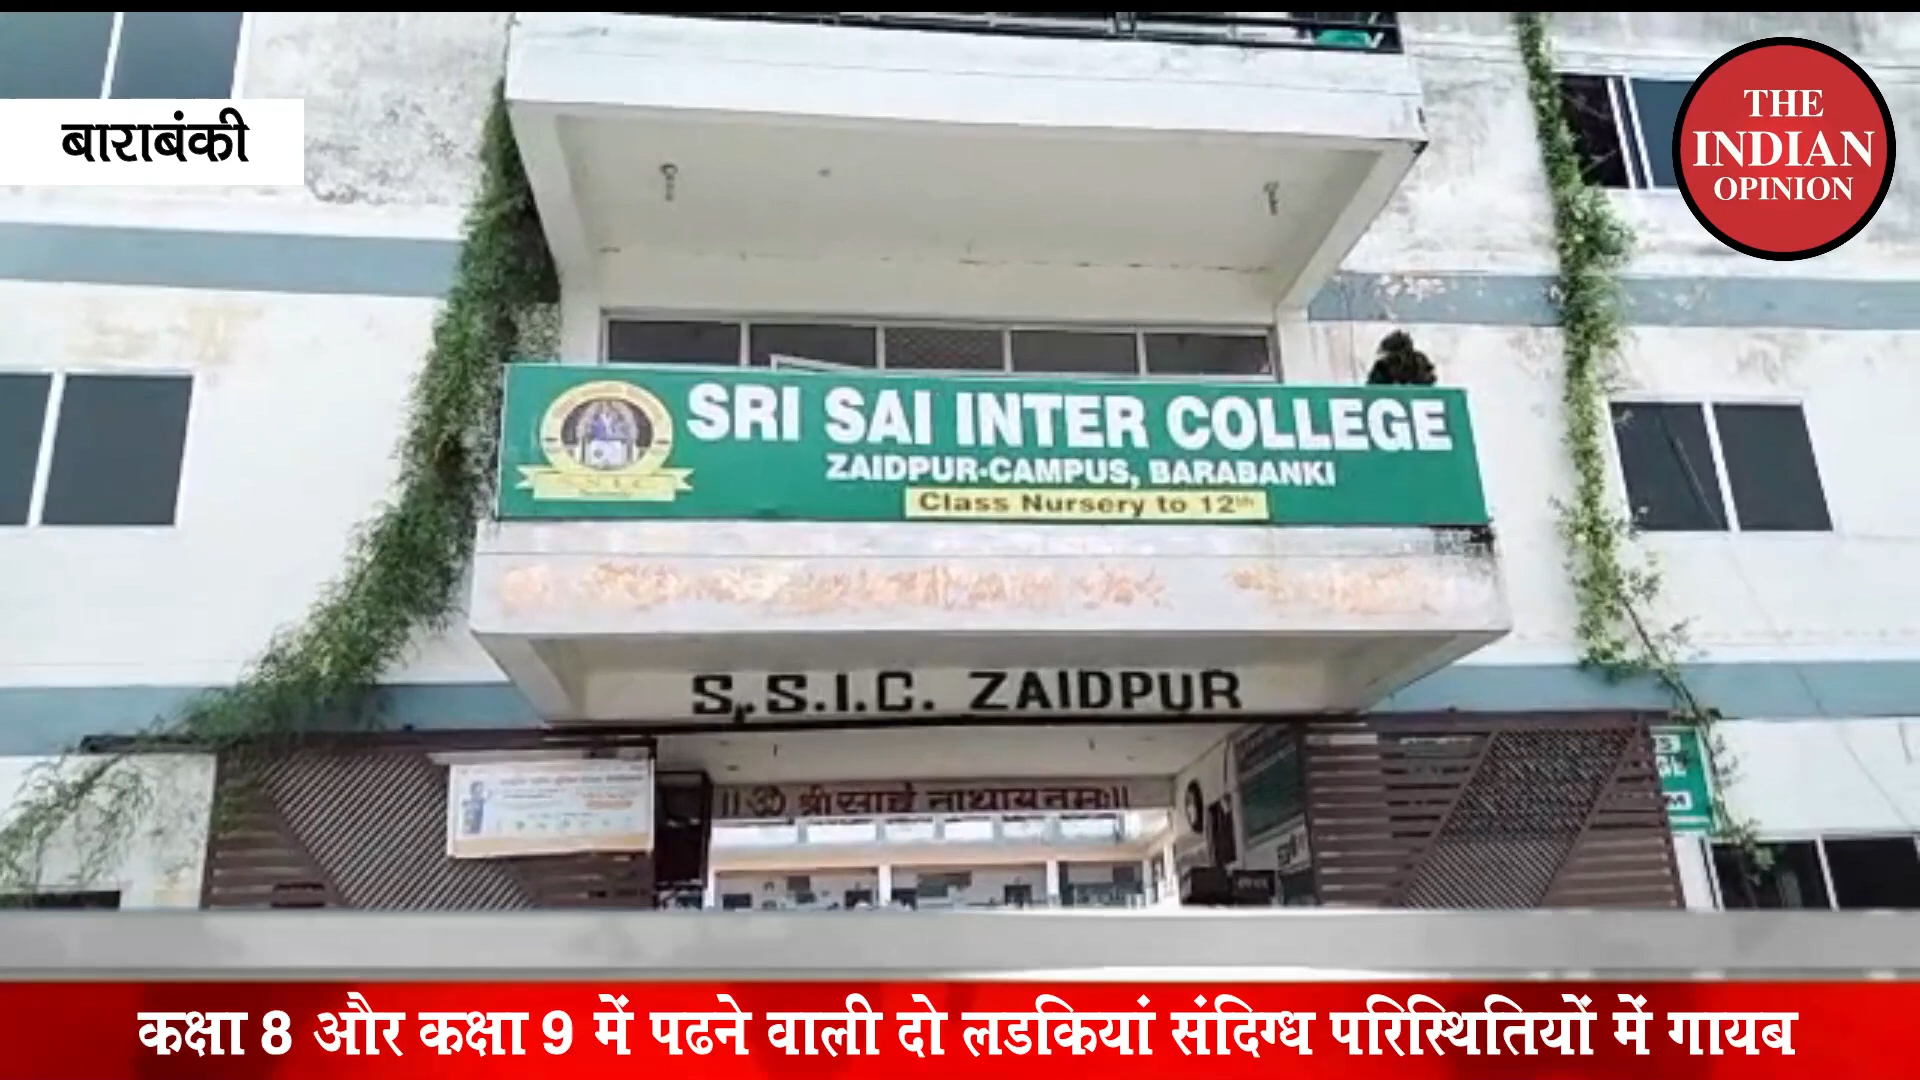 बाराबंकी
THE
INDIAN
OPINION
SRI SAI INTER COLLEGE
ZAIDPUR-CAMPUS, BARABANKI
Class Nursery to 12th
S.S.I.C. ZAIDPUR
||ॐ श्री साईं नाथाय नमः||
कक्षा 8 और कक्षा 9 में पढने वाली दो लडकियां संदिग्ध परिस्थितियों में गायब